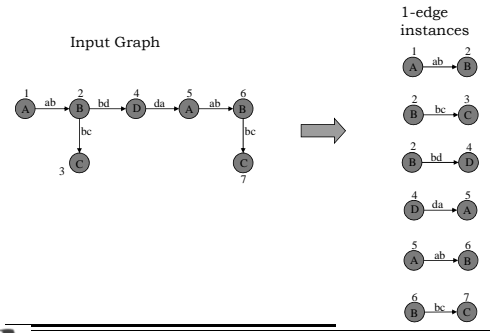 1-edge
instances
Input Graph
1 2
A ab B
1 2 4 5 6
A ab B bd D da A ab B
bc bc
2 3
B bc C
3 C C
7
2 4
B bd D
4 5
D da A
5 6
A ab B
6 7
B bc C